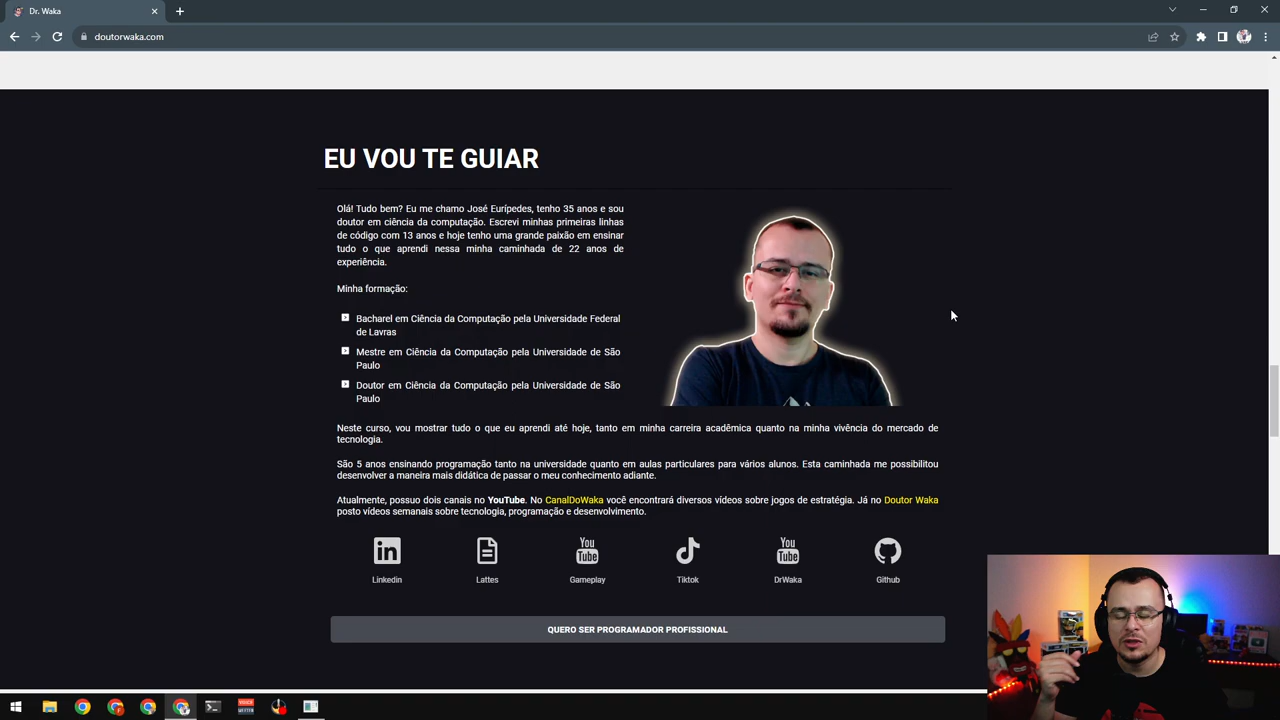 Dr. Waka
doutorwaka.com
EU VOU TE GUIAR
Olá! Tudo bem? Eu me chamo José Eurípedes, tenho 35 anos e sou
doutor em ciência da computação. Escrevi minhas primeiras linhas
de código com 13 anos e hoje tenho uma grande paixão em ensinar
tudo o que aprendi nessa minha caminhada de 22 anos de
experiência.
Minha formação:
Bacharel em Ciência da Computação pela Universidade Federal
de Lavras
Mestre em Ciência da Computação pela Universidade de São
Paulo
Doutor em Ciência da Computação pela Universidade de São
Paulo
Neste curso, vou mostrar tudo o que eu aprendi até hoje, tanto em minha carreira acadêmica quanto na minha vivência do mercado de
tecnologia.
São 5 anos ensinando programação tanto na universidade quanto em aulas particulares para vários alunos. Esta caminhada me possibilitou
desenvolver a maneira mais didática de passar o meu conhecimento adiante.
Atualmente, possuo dois canais no YouTube. No CanalDoWaka você encontrará diversos vídeos sobre jogos de estratégia. Já no Doutor Waka
posto vídeos semanais sobre tecnologia, programação e desenvolvimento.
in
You Tube
You Tube
Linkedin
Lattes
Gameplay
Tiktok
DrWaka
Github
QUERO SER PROGRAMADOR PROFISSIONAL